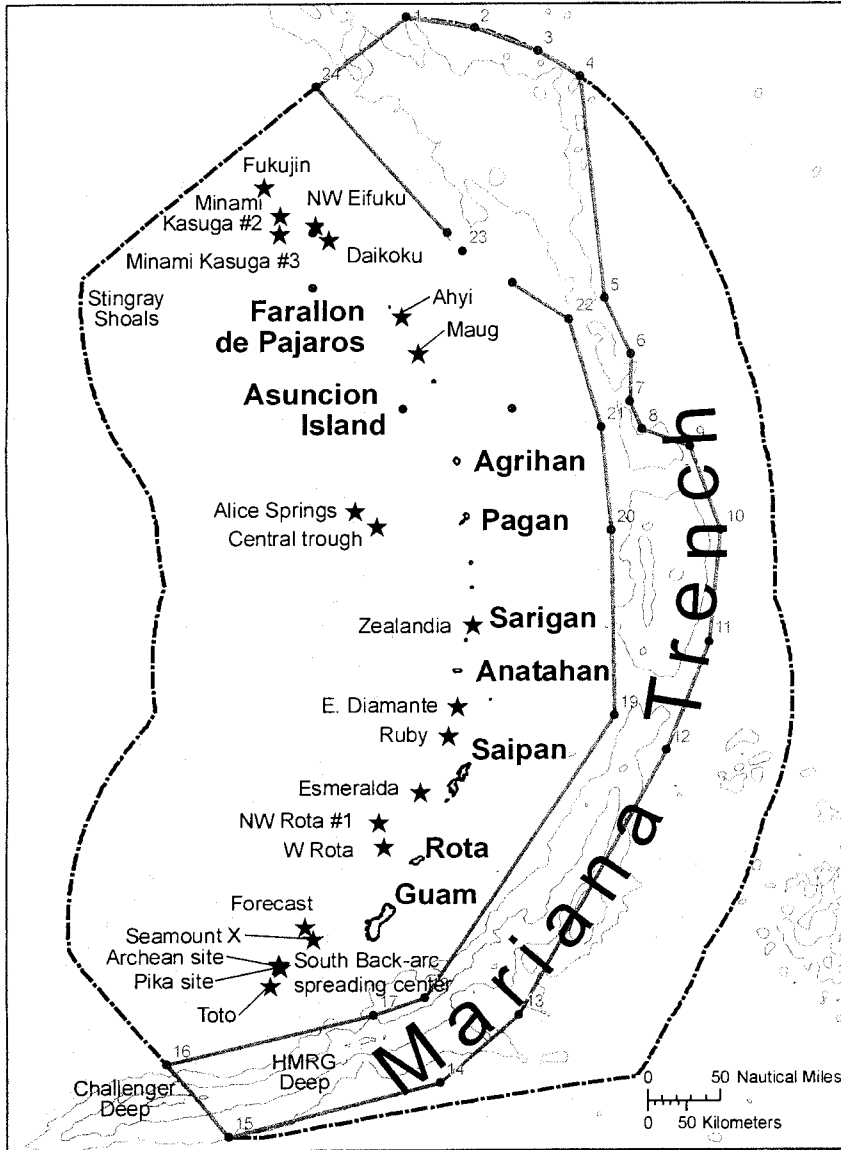 1
2
3
4
24
Fukujin
Minami
Kasuga #2
NW Eifuku
Minami Kasuga #3
Daikoku
23
Stingray
Shoals
5
22
Ahyi
Farallon
de Pajaros
Maug
6
7
8
Asuncion
Island
21
9
Agrihan
Alice Springs
Central trough
Pagan
20
10
Zealandia
Sarigan
11
Anatahan
E. Diamante
19
Ruby
Saipan
12
Esmeralda
NW Rota #1
W Rota
Rota
Guam
Forecast
Seamount X
Archean site
Pika site
South Back-arc
spreading center
Toto
17
13
16
HMRG
Deep
Challenger
Deep
14
15
Mariana Trench
0 50 Nautical Miles
0 50 Kilometers